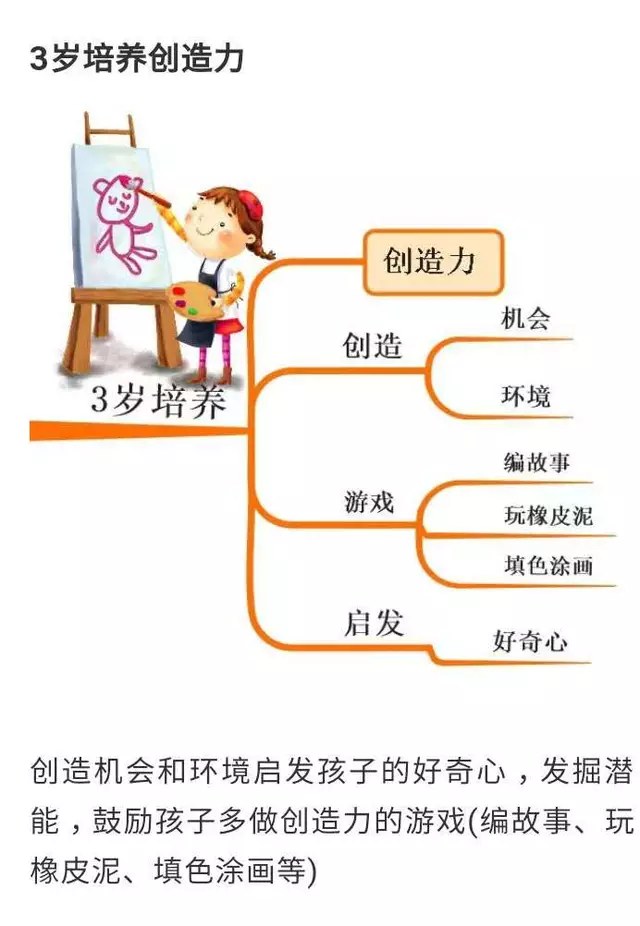 3岁培养创造力
创造力
创造
机会
环境
3岁培养
游戏
编故事
玩橡皮泥
填色涂画
启发
好奇心
创造机会和环境启发孩子的好奇心，发掘潜
能，鼓励孩子多做创造力的游戏(编故事、玩
橡皮泥、填色涂画等)